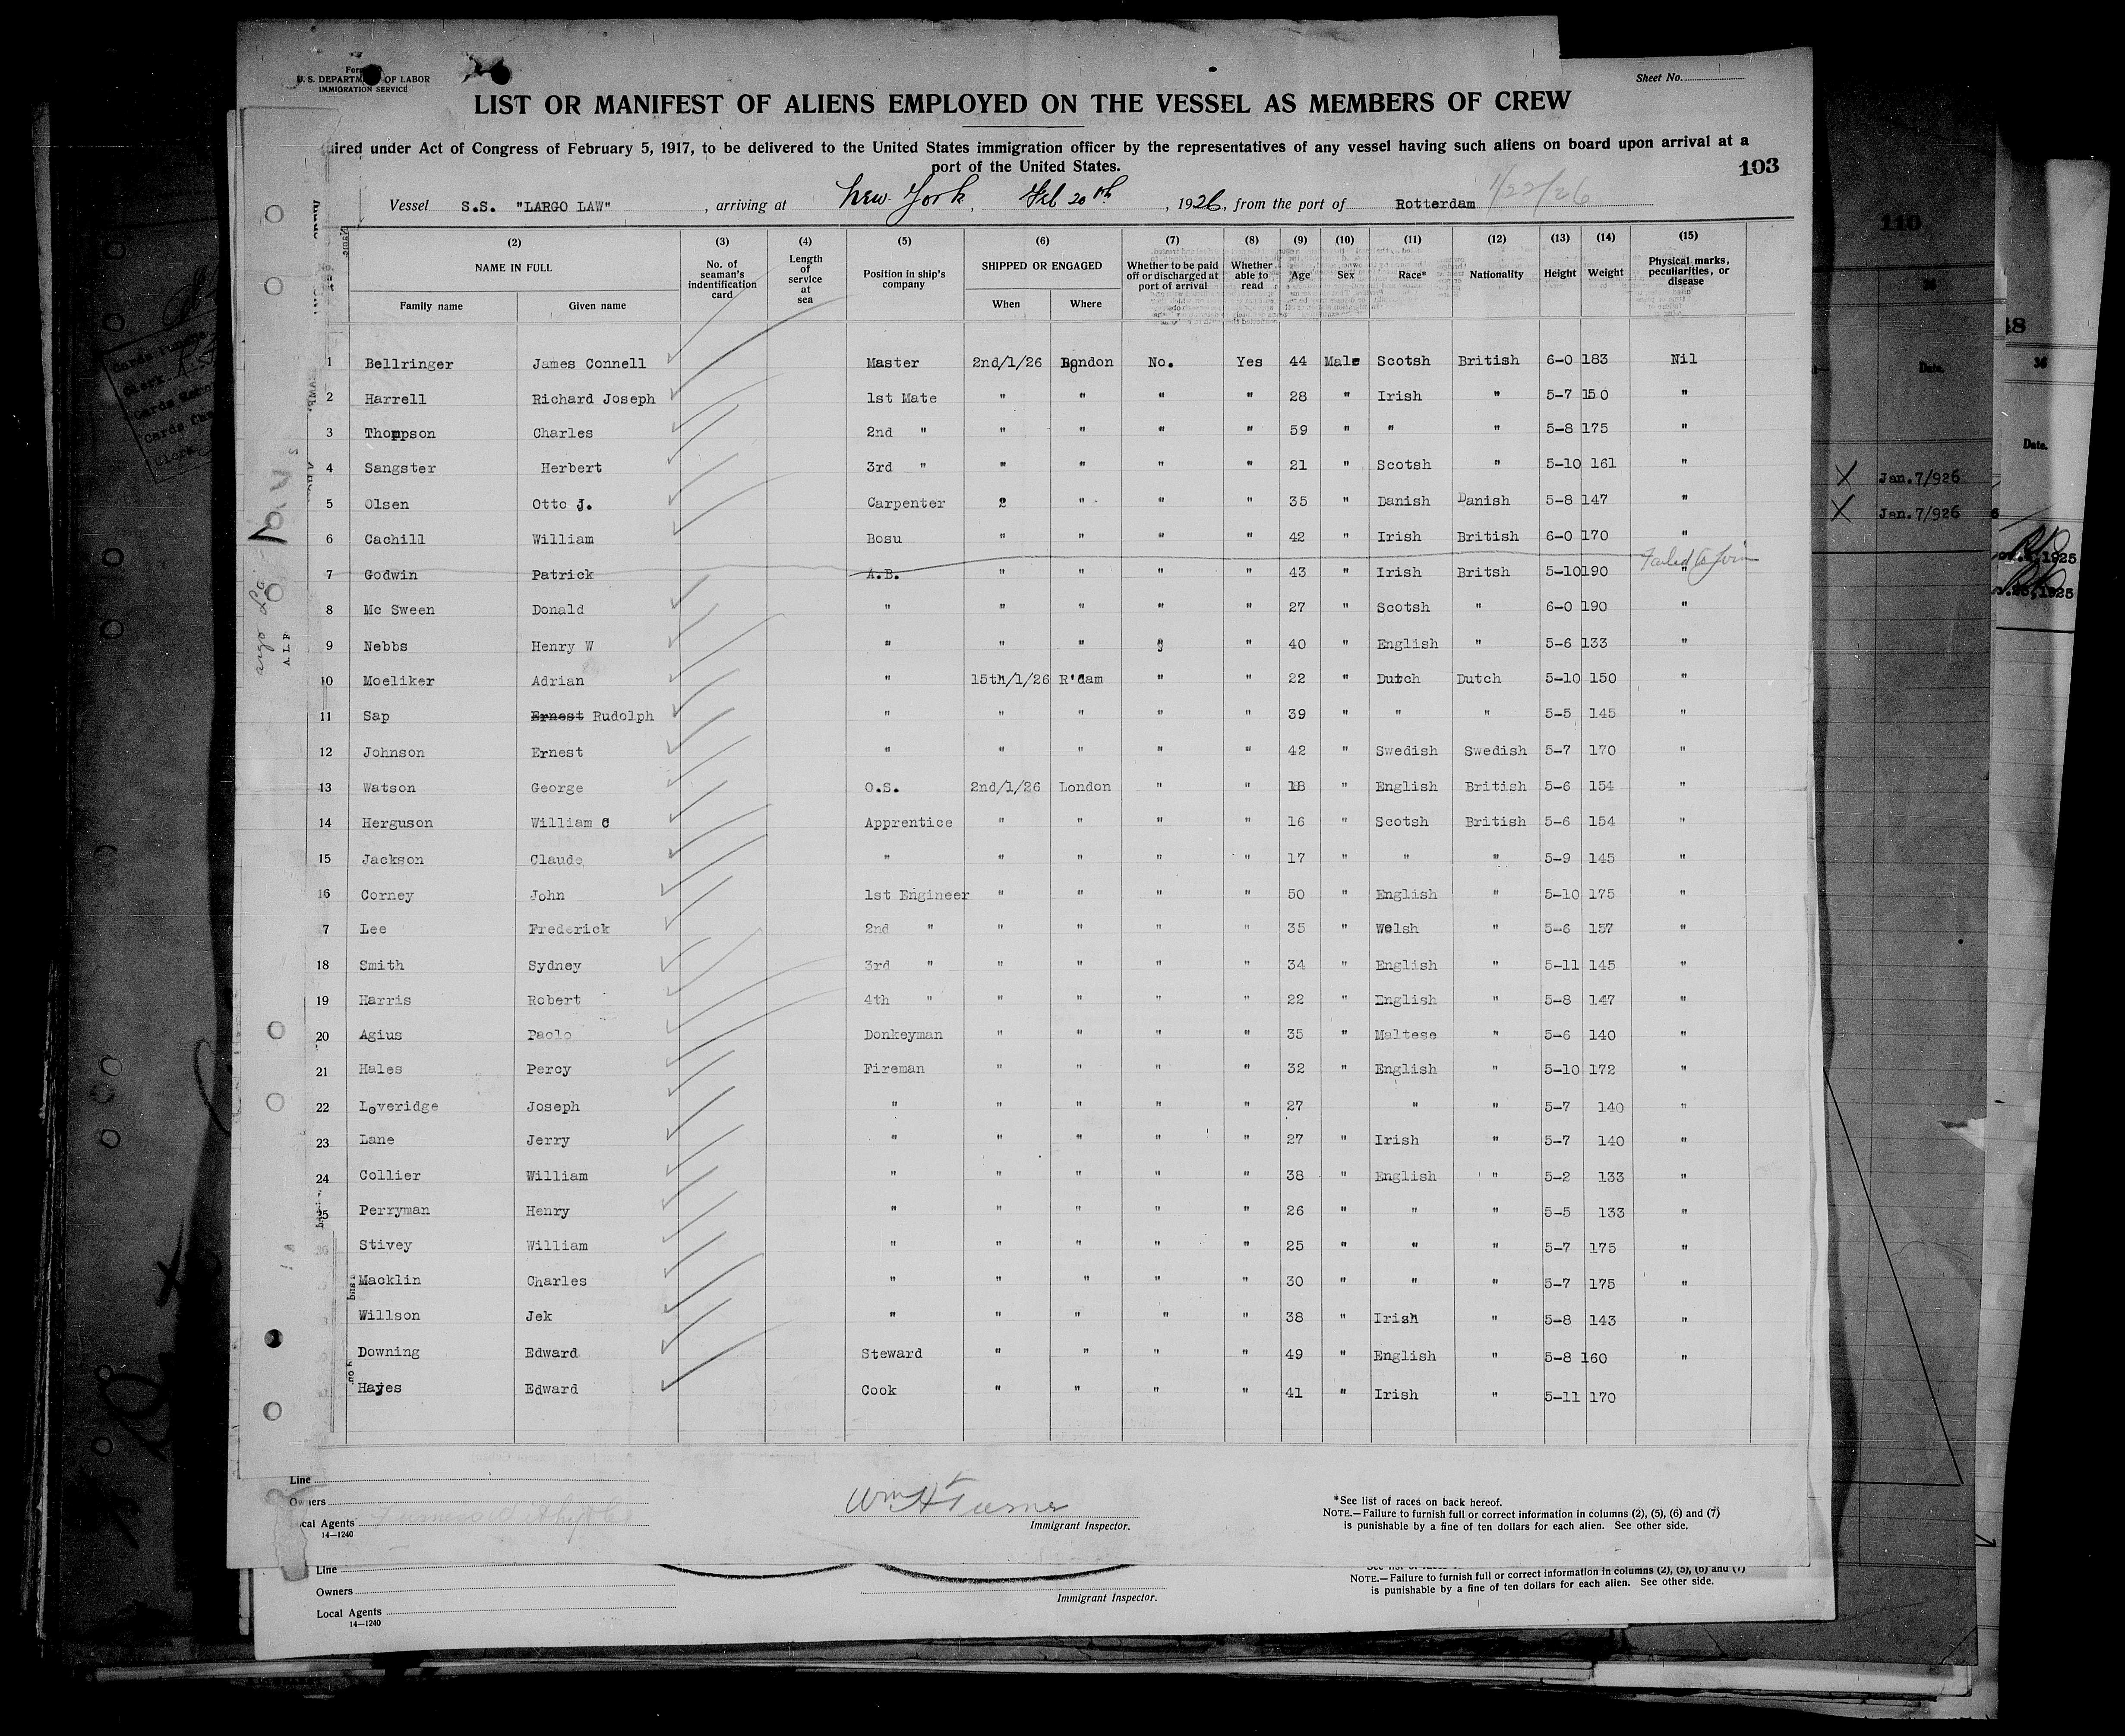 U. S. DEPARTMENT OF LABOR
IMMIGRATION SERVICE
Sheet No.
LIST OR MANIFEST OF ALIENS EMPLOYED ON THE VESSEL AS MEMBERS OF CREW
uired under Act of Congress of February 5, 1917, to be delivered to the United States immigration officer by the representatives of any vessel having such aliens on board upon arrival at a
port of the United States.
103
Vessel S.S. "LARGO LAW", arriving at New York, Feb 20th, 1926, from the port of Rotterdam 1/22/26
(2) (3) (4) (5) (6) (7) (8) (9) (10) (11) (12) (13) (14) (15)
NAME IN FULL Family name Given name No. of seaman's indentification card Length of service at sea Position in ship's company SHIPPED OR ENGAGED When Where Whether to be paid off or discharged at port of arrival Whether able to read Age Sex Race* Nationality Height Weight Physical marks, peculiarities, or disease
1 Bellringer James Connell Master 2nd/1/26 London No. Yes 44 Male Scotsh British 6-0 183 Nil
2 Harrell Richard Joseph 1st Mate " " " " 28 " Irish " 5-7 150 "
3 Thompson Charles 2nd " " " " " 59 " " " 5-8 175 "
4 Sangster Herbert 3rd " " " " " 21 " Scotsh " 5-10 161 "
5 Olsen Otto J. Carpenter 2 " " " 35 " Danish Danish 5-8 147 "
6 Cachill William Bosu " " " " 42 " Irish British 6-0 170 "
7 Godwin Patrick A.B. " " " " 43 " Irish Britsh 5-10 190 " Failed to Join
8 Mc Sween Donald " " " " " 27 " Scotsh " 6-0 190 "
9 Nebbs Henry W " " " " " 40 " English " 5-6 133 "
10 Moeliker Adrian " 15th/1/26 R'dam " " 22 " Dutch Dutch 5-10 150 "
11 Sap Ernest Rudolph " " " " " 39 " " " 5-5 145 "
12 Johnson Ernest " " " " " 42 " Swedish Swedish 5-7 170 "
13 Watson George O.S. 2nd/1/26 London " " 18 " English British 5-6 154 "
14 Herguson William C Apprentice " " " " 16 " Scotsh British 5-6 154 "
15 Jackson Claude " " " " " 17 " " " 5-9 145 "
16 Corney John 1st Engineer " " " " 50 " English " 5-10 175 "
7 Lee Frederick 2nd " " " " " 35 " Welsh " 5-6 157 "
18 Smith Sydney 3rd " " " " " 34 " English " 5-11 145 "
19 Harris Robert 4th " " " " " 22 " English " 5-8 147 "
20 Agius Paolo Donkeyman " " " " 35 " Maltese " 5-6 140 "
21 Hales Percy Fireman " " " " 32 " English " 5-10 172 "
22 Loveridge Joseph " " " " " 27 " " 5-7 140 "
23 Lane Jerry " " " " " 27 " Irish " 5-7 140 "
24 Collier William " " " " " 38 " English " 5-2 133 "
25 Perryman Henry " " " " " 26 " " " 5-5 133 "
26 Stivey William " " " " " 25 " " " 5-7 175 "
Macklin Charles " " " " " 30 " " " 5-7 175 "
Willson Jek " " " " " 38 " Irish " 5-8 143 "
Downing Edward Steward " " " " 49 " English " 5-8 160 "
Hayes Edward Cook " " " " 41 " Irish " 5-11 170
Line
Owners
cal Agents
14—1240
Wm H Turner
Immigrant Inspector.
*See list of races on back hereof.
NOTE.—Failure to furnish full or correct information in columns (2), (5), (6) and (7)
is punishable by a fine of ten dollars for each alien. See other side.
Line
Owners
Local Agents
14—1240
Immigrant Inspector.
NOTE.—Failure to furnish full or correct information in columns (2), (5), (6) and (7)
is punishable by a fine of ten dollars for each alien. See other side.
110
Date.
Jan.7/926
Jan.7/926
18
36
Date.